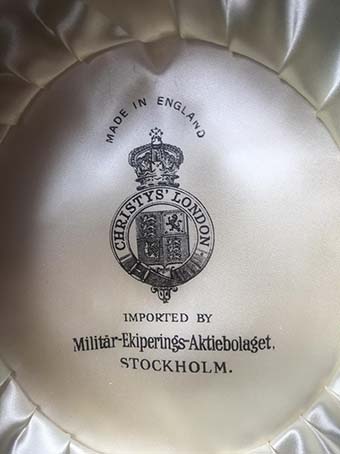 MADE IN ENGLAND
CHRISTYS' LONDON
IMPORTED BY
Militär-Ekiperings-Aktiebolaget.
STOCKHOLM.